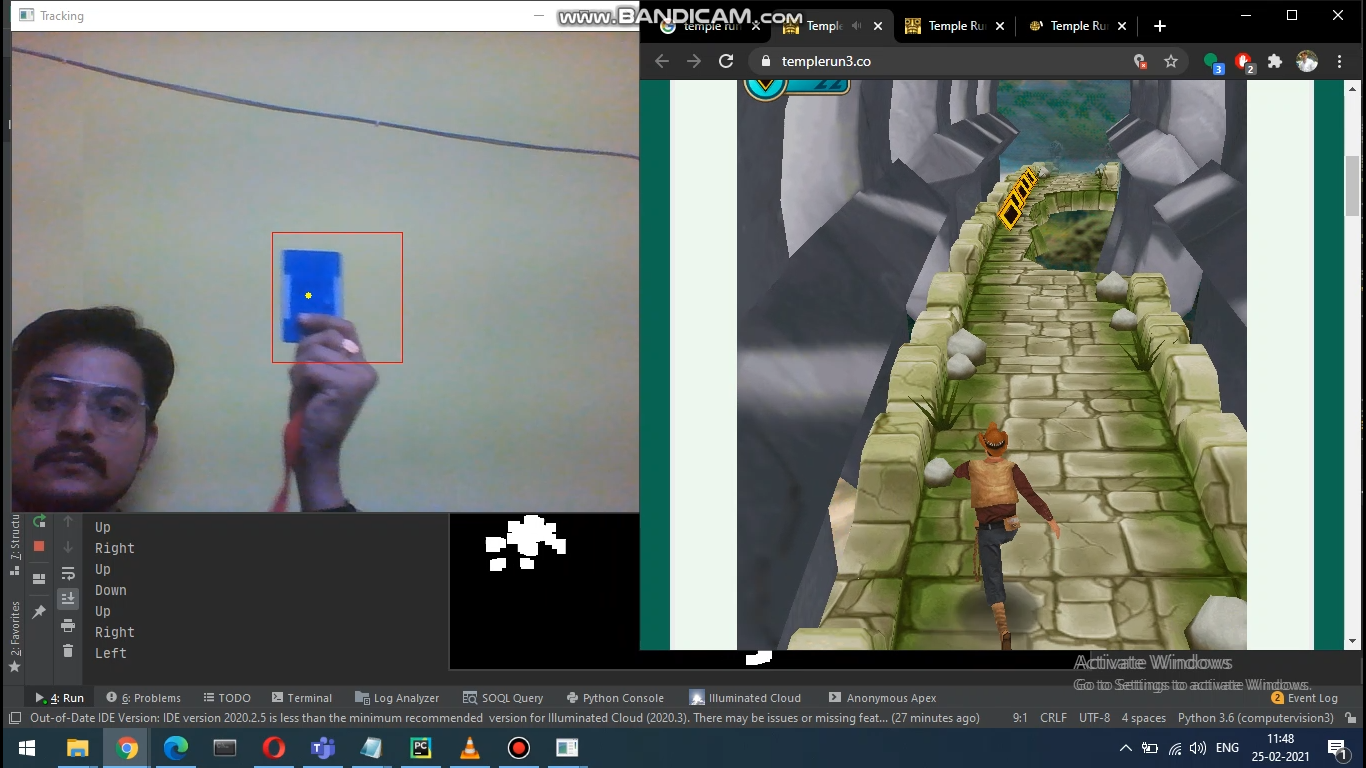 Tracking
www.BANDICAM.com
temple run
Temple
Temple Ru
Temple Ru
templerun3.co
3
2
22
7: Structu
2: Favorites
Up
Right
Up
Down
Up
Right
Left
Activate Windows
Go to Settings to activate Windows.
4: Run
6: Problems
TODO
Terminal
Log Analyzer
SOQL Query
Python Console
Illuminated Cloud
Anonymous Apex
2 Event Log
Out-of-Date IDE Version: IDE version 2020.2.5 is less than the minimum recommended version for Illuminated Cloud (2020.3). There may be issues or missing feat... (27 minutes ago)
9:1 CRLF UTF-8 4 spaces Python 3.6 (computervision3)
PC
ENG
11:48
25-02-2021
1